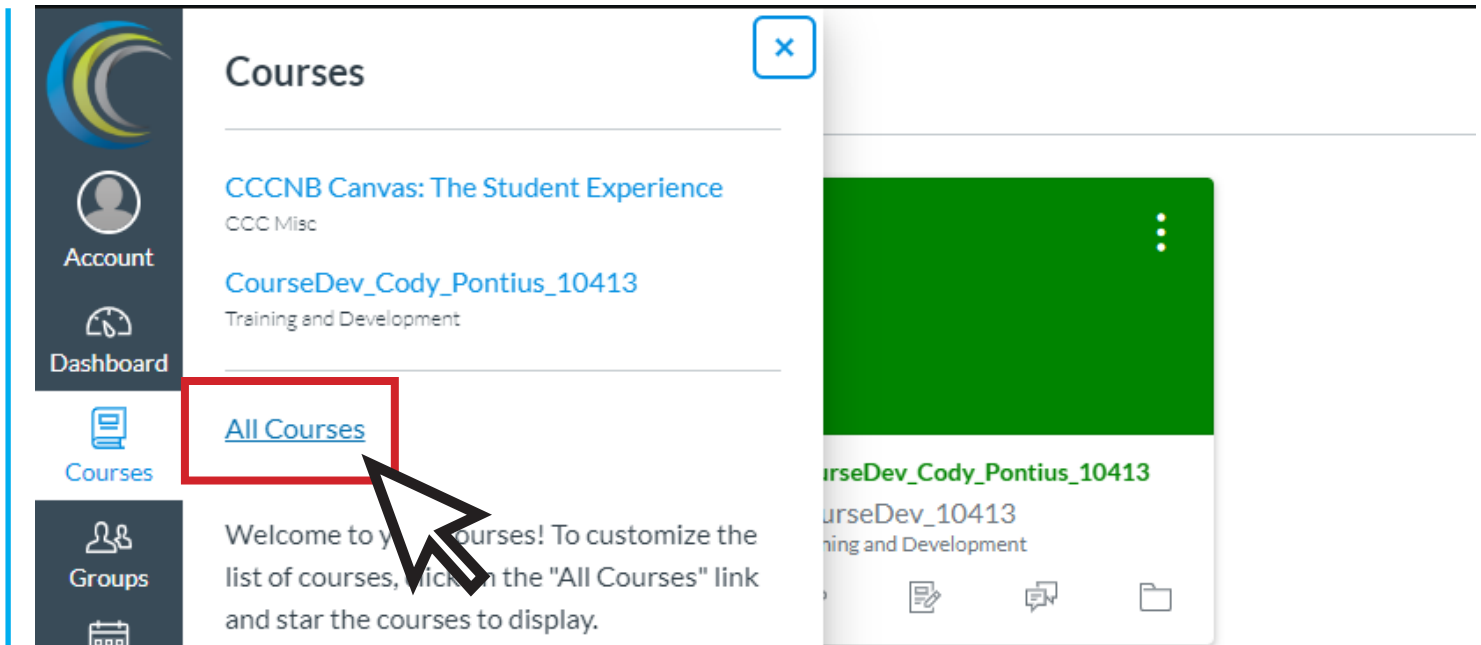 Account
Dashboard
Courses
Groups
Courses
CCCNB Canvas: The Student Experience
CCC Misc
CourseDev_Cody_Pontius_10413
Training and Development
All Courses
Welcome to courses! To customize the
list of courses, the "All Courses" link
and star the courses to display.
urseDev_Cody_Pontius_10413
urseDev_10413
ning and Development